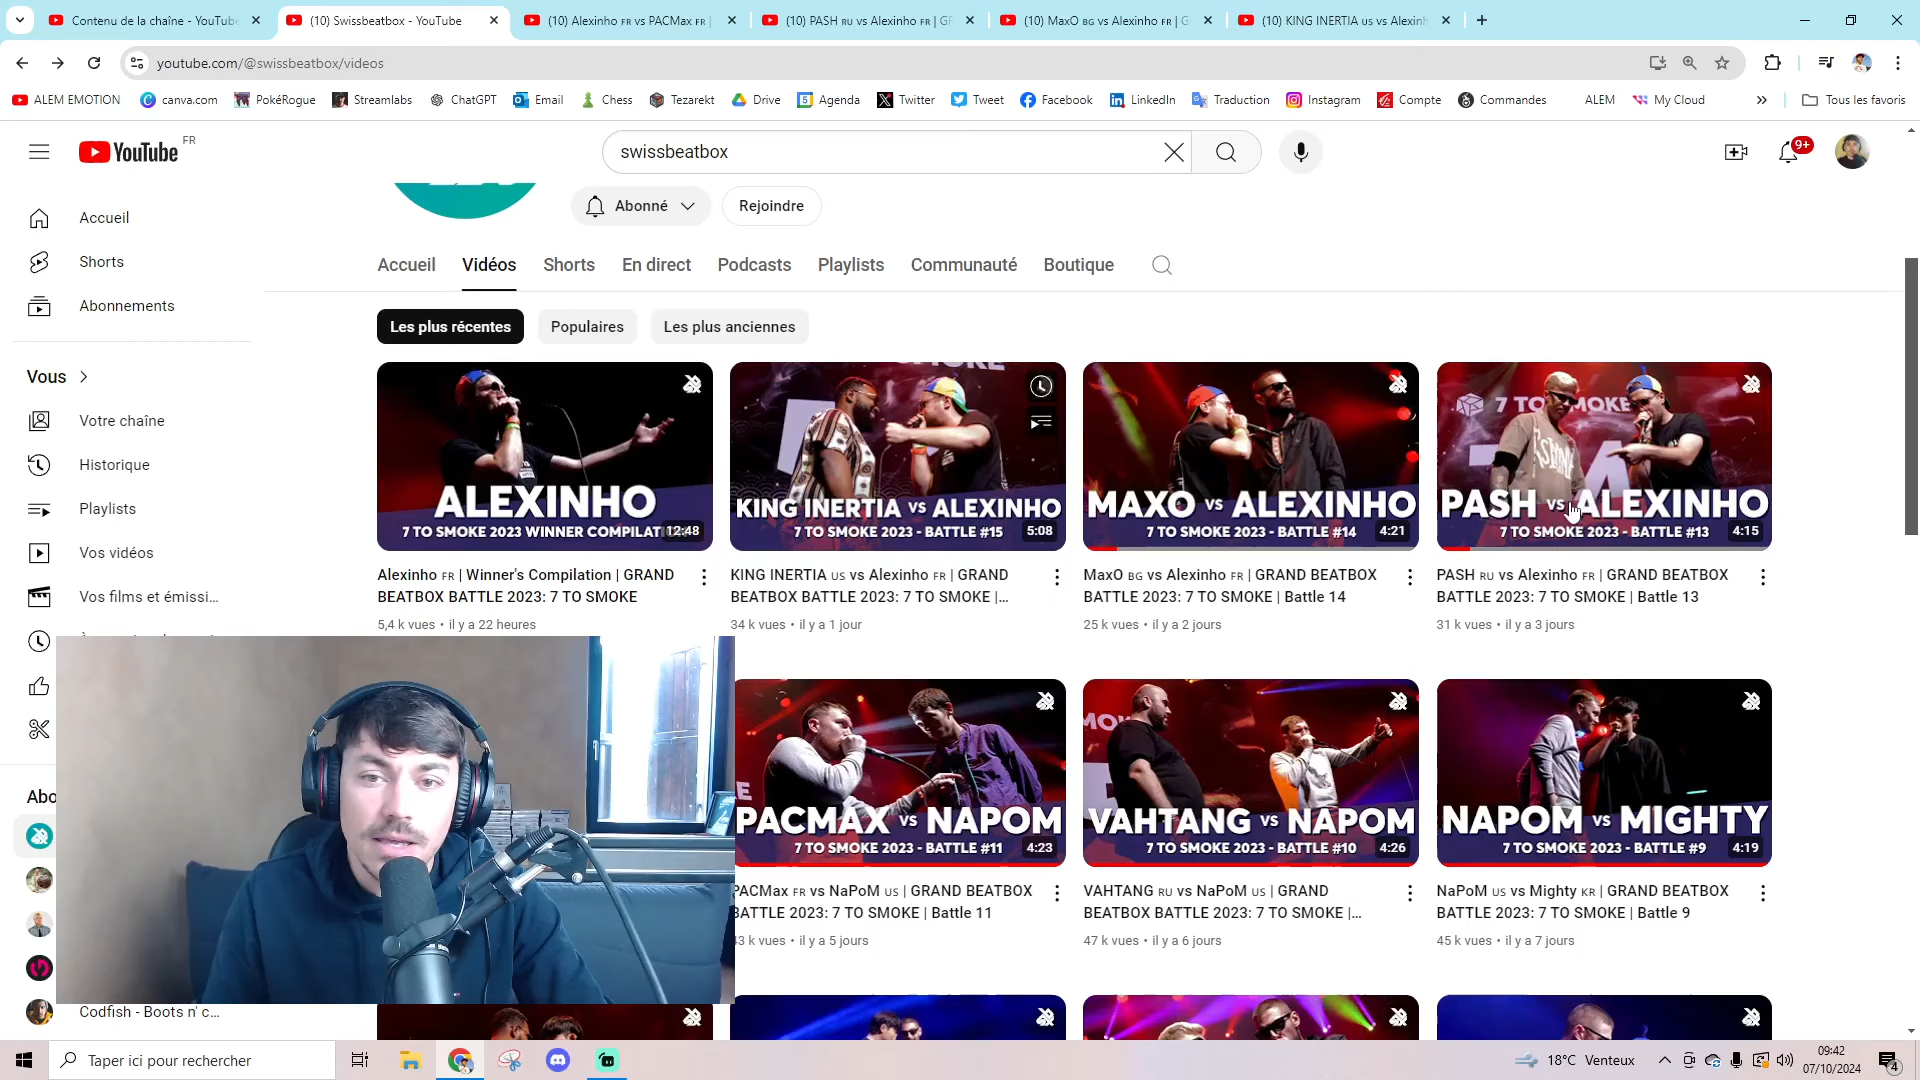 Contenu de la chaîne - YouTube
(10) Swissbeatbox - YouTube
(10) Alexinho FR vs PACMax FR |
(10) PASH RU vs Alexinho FR | GR
(10) MaxO BG vs Alexinho FR | G
(10) KING INERTIA US vs Alexinh
youtube.com/@swissbeatbox/videos
ALEM EMOTION
canva.com
PokéRogue
Streamlabs
ChatGPT
Email
Chess
Tezarekt
Drive
Agenda
Twitter
Tweet
Facebook
LinkedIn
Traduction
Instagram
Compte
Commandes
ALEM
My Cloud
Tous les favoris
YouTube FR
swissbeatbox
9+
Abonné
Rejoindre
Accueil
Shorts
Abonnements
Vous
Votre chaîne
Historique
Playlists
Vos vidéos
Vos films et émissi...
Abo
Codfish - Boots n' c...
Accueil
Vidéos
Shorts
En direct
Podcasts
Playlists
Communauté
Boutique
Les plus récentes
Populaires
Les plus anciennes
ALEXINHO
7 TO SMOKE 2023 WINNER COMPILATI
12:48
Alexinho FR | Winner's Compilation | GRAND
BEATBOX BATTLE 2023: 7 TO SMOKE
5,4 k vues • il y a 22 heures
KING INERTIA VS ALEXINHO
7 TO SMOKE 2023 - BATTLE #15
5:08
KING INERTIA US vs Alexinho FR | GRAND
BEATBOX BATTLE 2023: 7 TO SMOKE |...
34 k vues • il y a 1 jour
MAXO VS ALEXINHO
7 TO SMOKE 2023 - BATTLE #14
4:21
MaxO BG vs Alexinho FR | GRAND BEATBOX
BATTLE 2023: 7 TO SMOKE | Battle 14
25 k vues • il y a 2 jours
7 TO SMOKE
PASH VS ALEXINHO
7 TO SMOKE 2023 - BATTLE #13
4:15
PASH RU vs Alexinho FR | GRAND BEATBOX
BATTLE 2023: 7 TO SMOKE | Battle 13
31 k vues • il y a 3 jours
PACMAX VS NAPOM
7 TO SMOKE 2023 - BATTLE #11
4:23
PACMax FR vs NaPoM US | GRAND BEATBOX
BATTLE 2023: 7 TO SMOKE | Battle 11
43 k vues • il y a 5 jours
VAHTANG VS NAPOM
7 TO SMOKE 2023 - BATTLE #10
4:26
VAHTANG RU vs NaPoM US | GRAND
BEATBOX BATTLE 2023: 7 TO SMOKE |...
47 k vues • il y a 6 jours
NAPOM VS MIGHTY
7 TO SMOKE 2023 - BATTLE #9
4:19
NaPoM US vs Mighty KR | GRAND BEATBOX
BATTLE 2023: 7 TO SMOKE | Battle 9
45 k vues • il y a 7 jours
Taper ici pour rechercher
18°C Venteux
09:42
07/10/2024
4